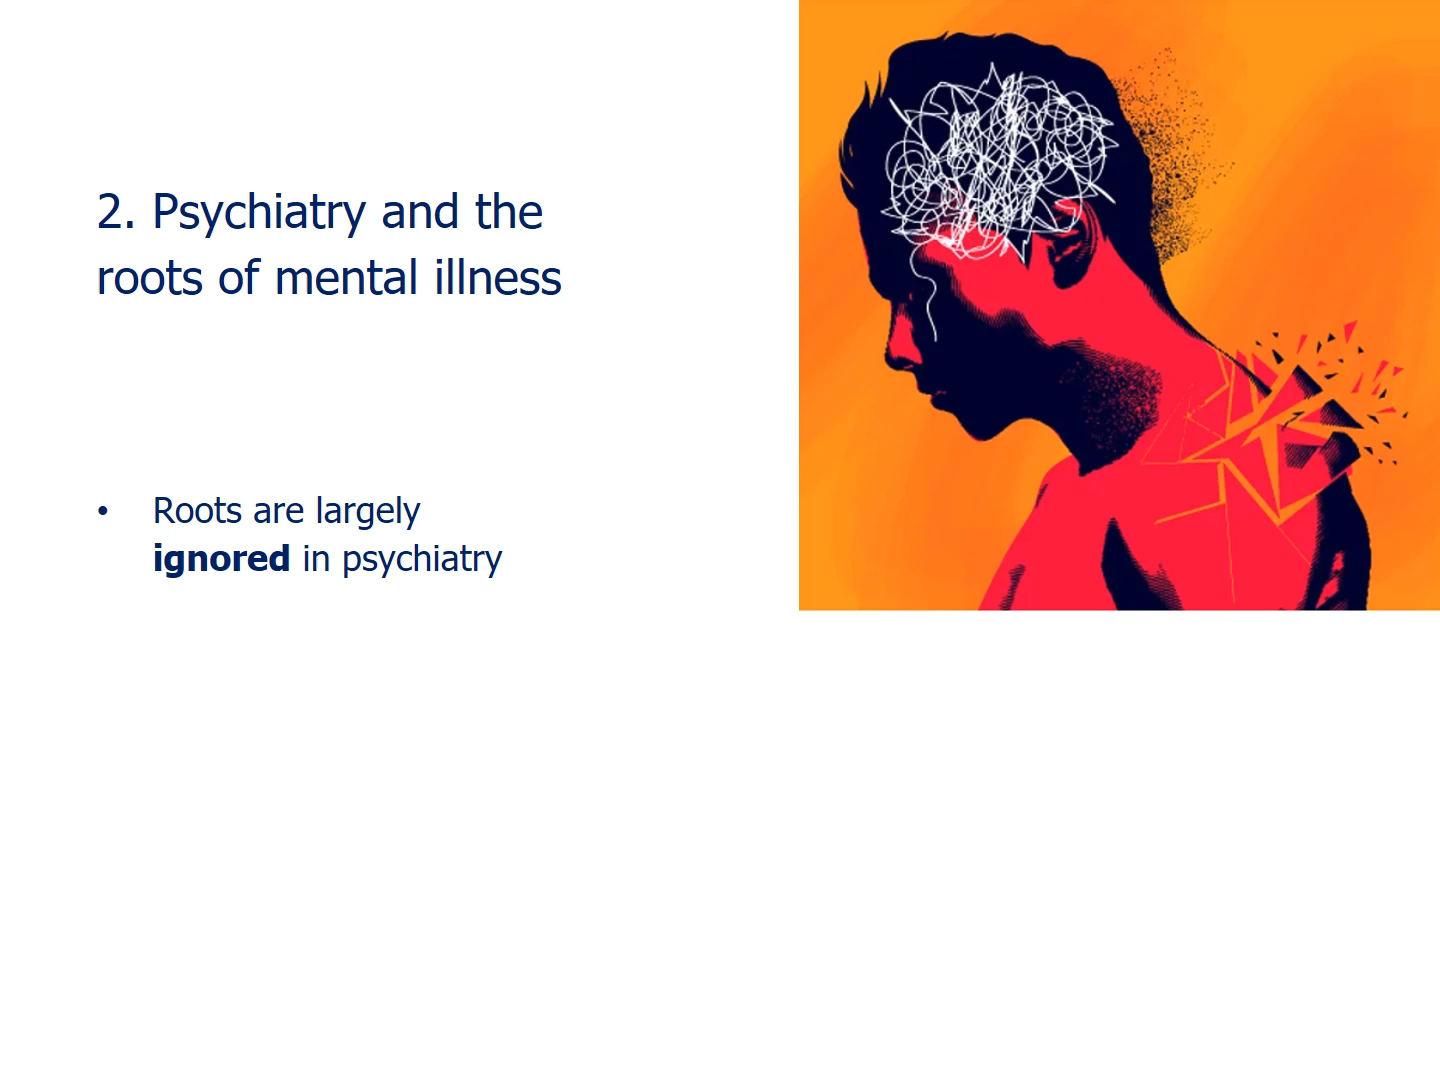 2. Psychiatry and the
roots of mental illness
• Roots are largely
ignored in psychiatry